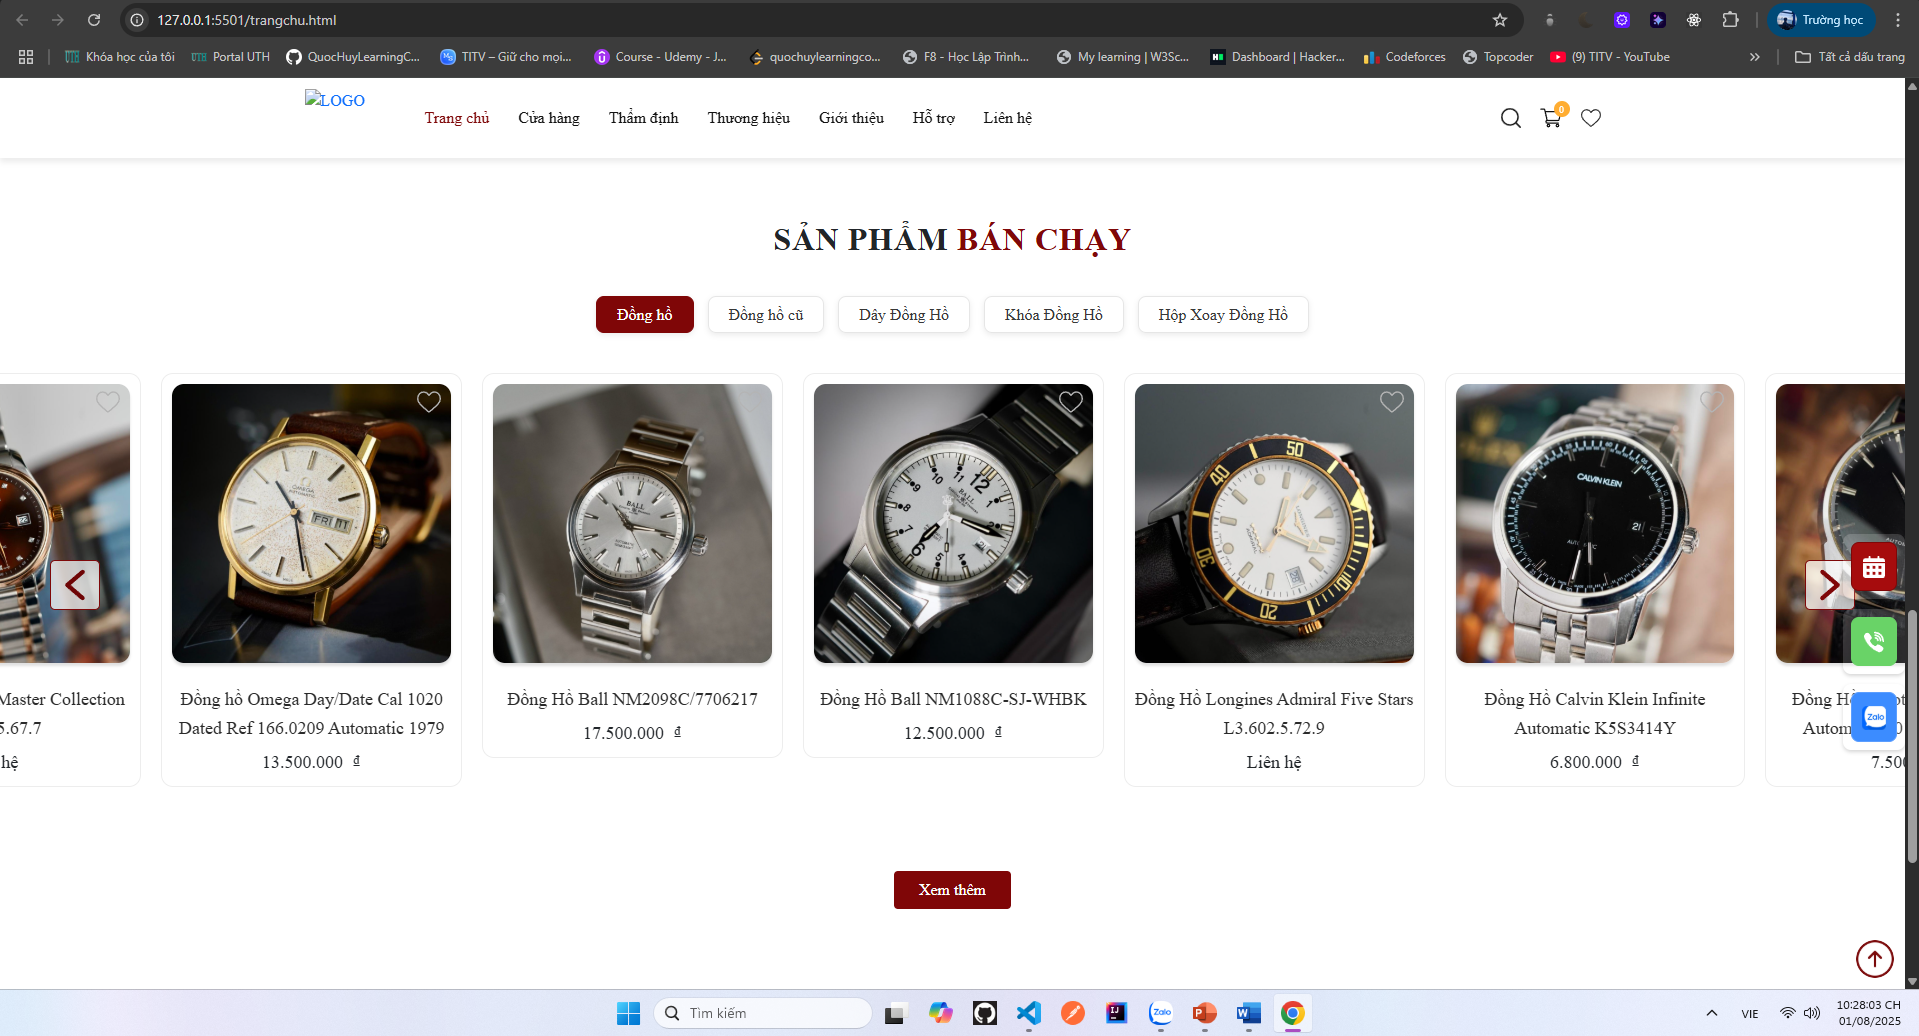 127.0.0.1:5501/trangchu.html
Trường học
Khóa học của tôi
Portal UTH
QuocHuyLearningC...
TITV – Giữ cho mọi...
Course - Udemy - J...
quochuylearningco...
F8 - Học Lập Trình...
My learning | W3Sc...
Dashboard | Hacker...
Codeforces
Topcoder
(9) TITV - YouTube
Tất cả dấu trang
LOGO
Trang chủ
Cửa hàng
Thẩm định
Thương hiệu
Giới thiệu
Hỗ trợ
Liên hệ
0
SẢN PHẨM BÁN CHẠY
Đồng hồ
Đồng hồ cũ
Dây Đồng Hồ
Khóa Đồng Hồ
Hộp Xoay Đồng Hồ
Master Collection
5.67.7
hệ
Đồng hồ Omega Day/Date Cal 1020
Dated Ref 166.0209 Automatic 1979
13.500.000 ₫
Đồng Hồ Ball NM2098C/7706217
17.500.000 ₫
Đồng Hồ Ball NM1088C-SJ-WHBK
12.500.000 ₫
Đồng Hồ Longines Admiral Five Stars
L3.602.5.72.9
Liên hệ
Đồng Hồ Calvin Klein Infinite
Automatic K5S3414Y
6.800.000 ₫
Đồng H
Autom
7.500
Zalo
Xem thêm
Tìm kiếm
VIE
10:28:03 CH
01/08/2025